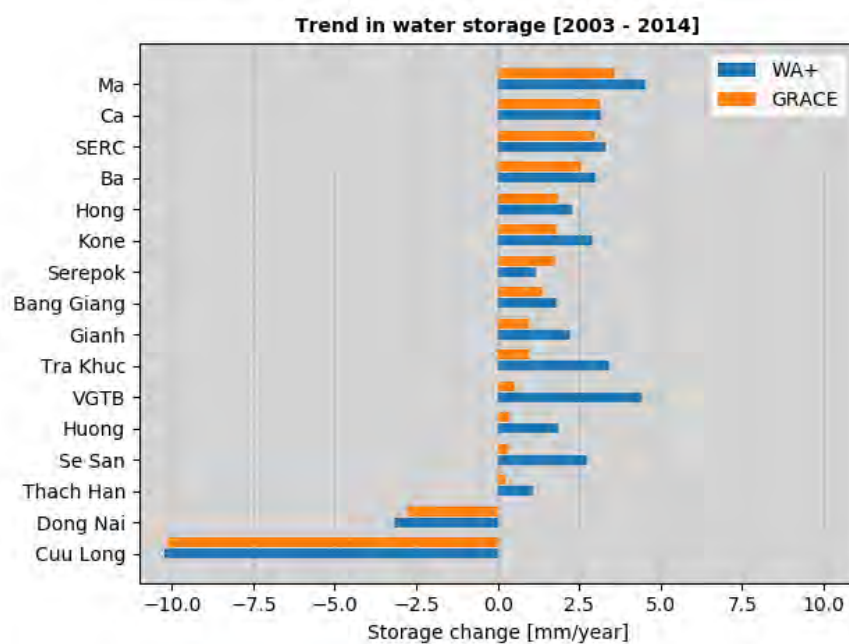 Trend in water storage [2003 - 2014]
WA+
GRACE
Ma
Ca
SERC
Ba
Hong
Kone
Serepok
Bang Giang
Gianh
Tra Khuc
VGTB
Huong
Se San
Thach Han
Dong Nai
Cuu Long
−10.0 −7.5 −5.0 −2.5 0.0 2.5 5.0 7.5 10.0
Storage change [mm/year]